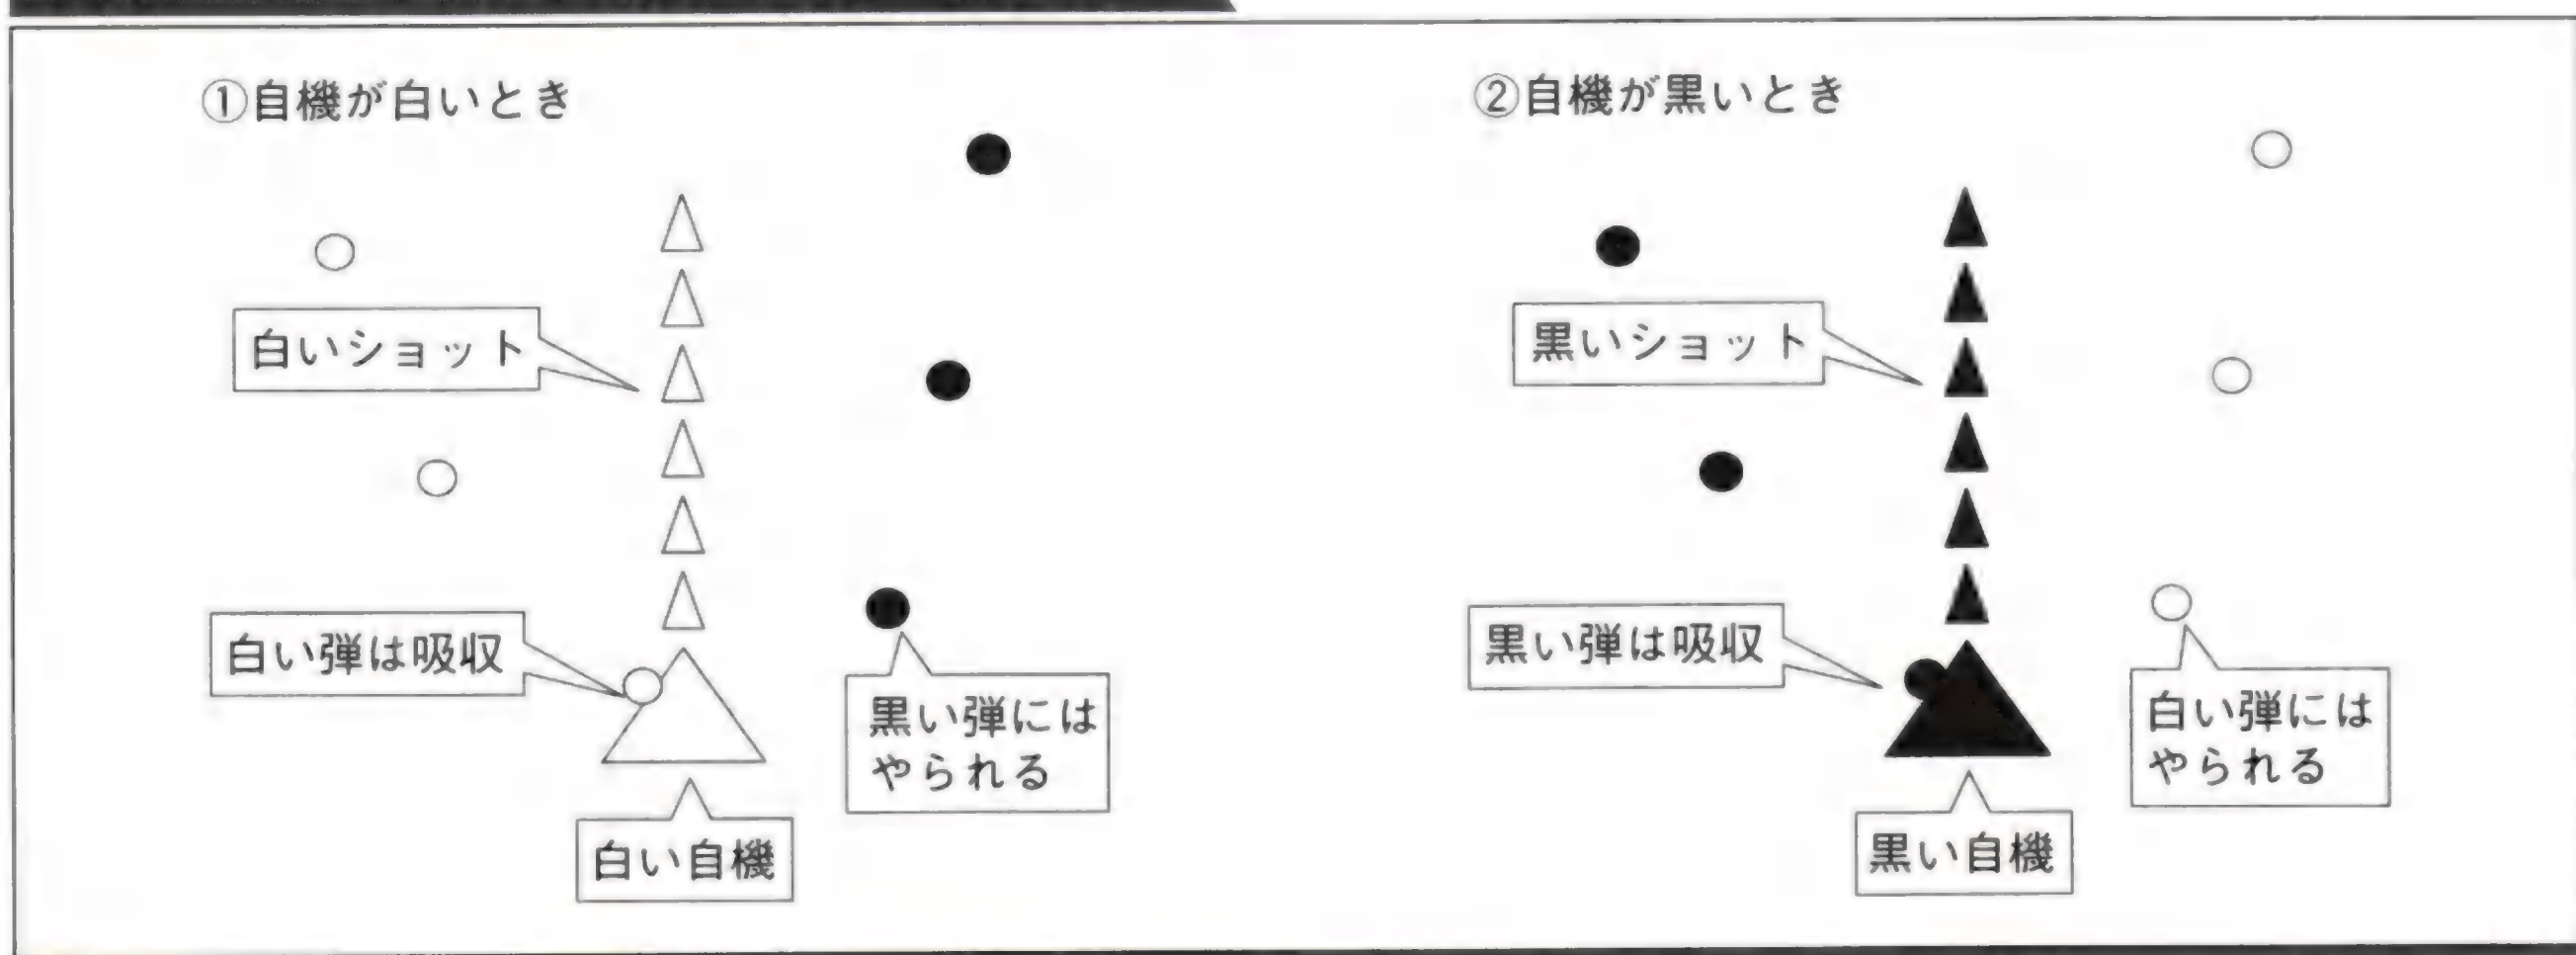 ①自機が白いとき
白いショット
白い弾は吸収
黒い弾には
やられる
白い自機
②自機が黒いとき
黒いショット
黒い弾は吸収
白い弾には
やられる
黒い自機